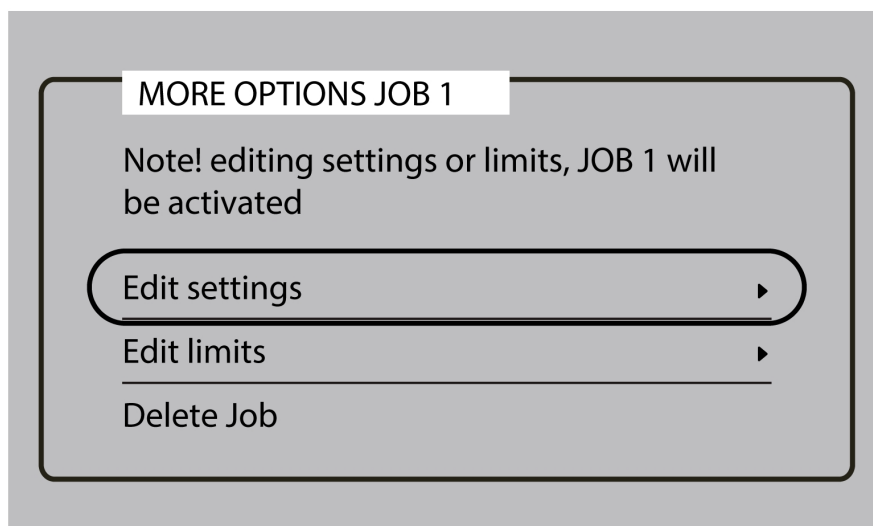 MORE OPTIONS JOB 1
Note! editing settings or limits, JOB 1 will
be activated
Edit settings
Edit limits
Delete Job